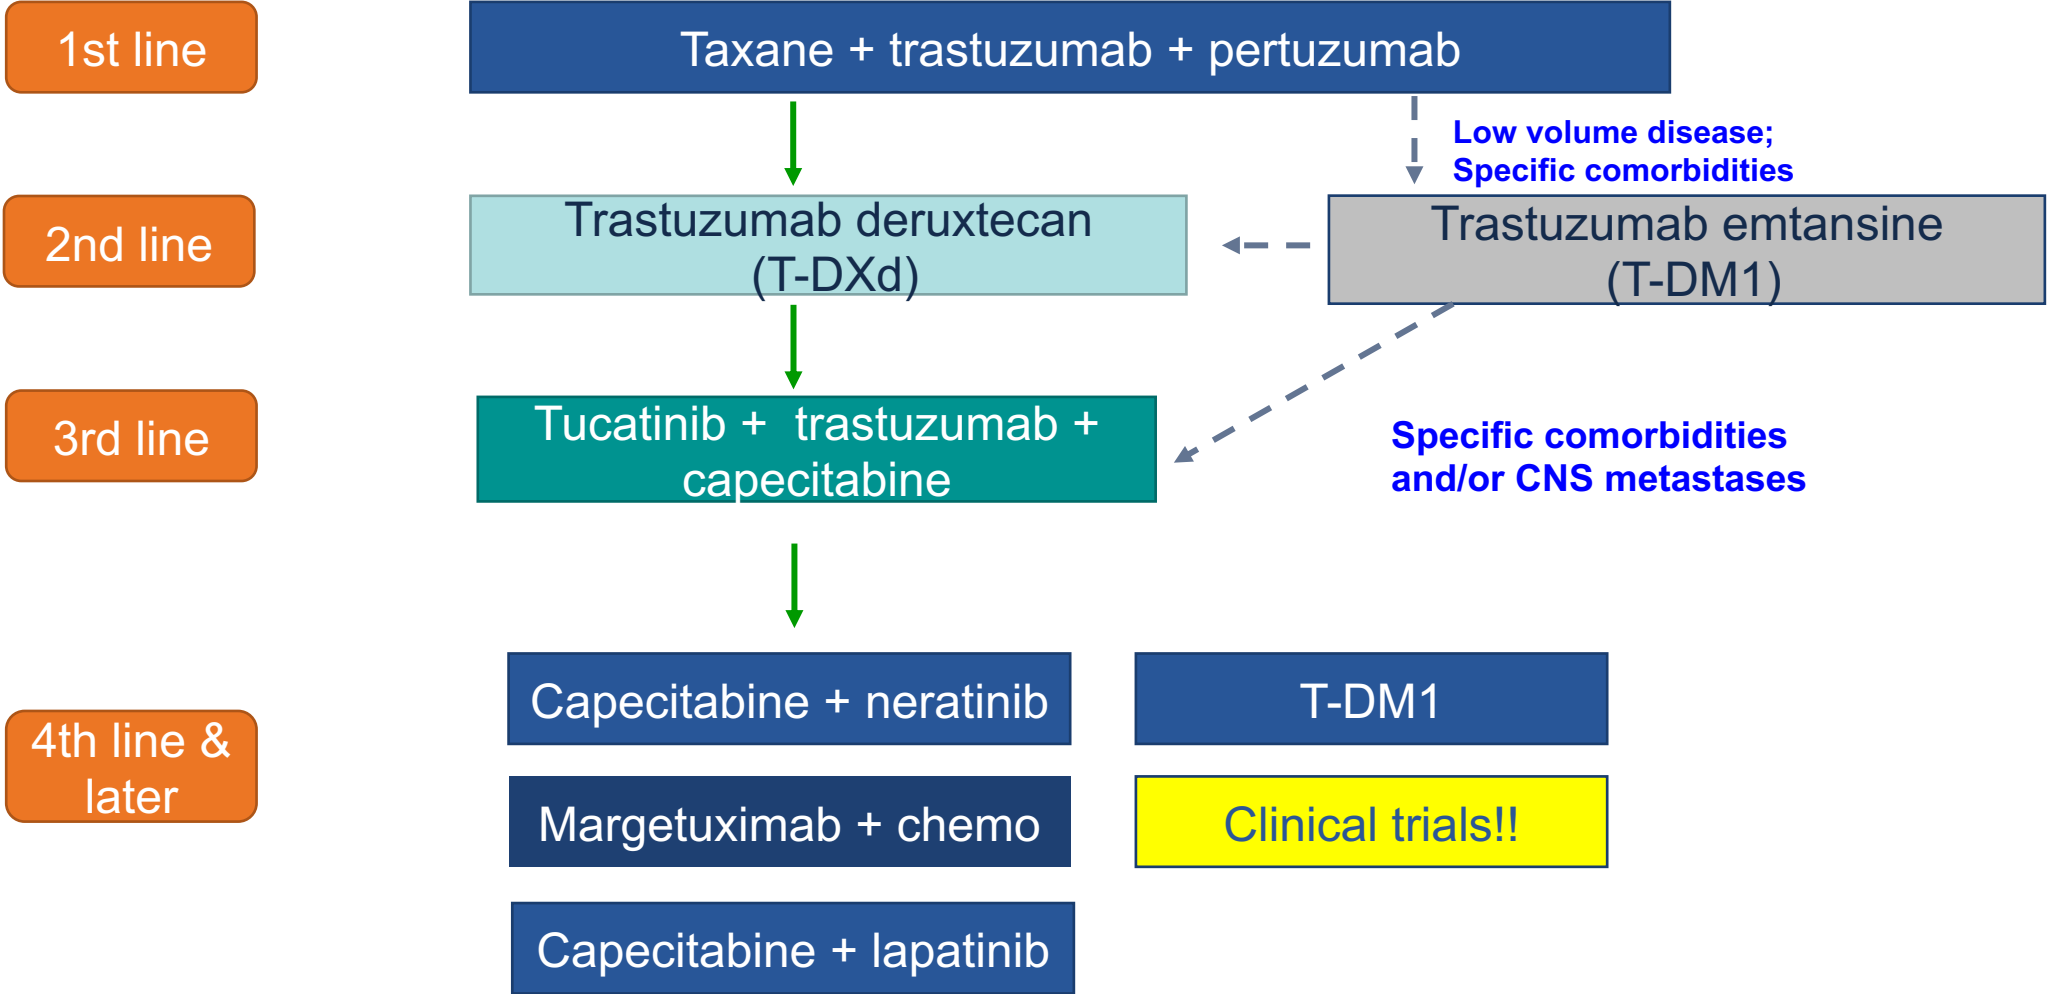 1st line
Taxane + trastuzumab + pertuzumab
Low volume disease;
Specific comorbidities
2nd line
Trastuzumab deruxtecan
(T-DXd)
Trastuzumab emtansine
(T-DM1)
3rd line
Tucatinib + trastuzumab +
capecitabine
Specific comorbidities
and/or CNS metastases
4th line &
later
Capecitabine + neratinib
T-DM1
Margetuximab + chemo
Clinical trials!!
Capecitabine + lapatinib